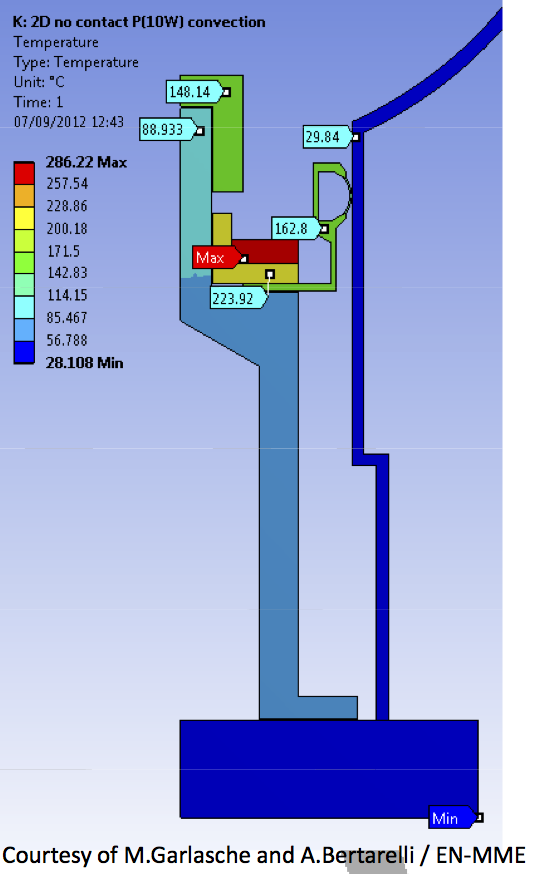 K: 2D no contact P(10W) convection
Temperature
Type: Temperature
Unit: °C
Time: 1
07/09/2012 12:43
286.22 Max
257.54
228.86
200.18
171.5
142.83
114.15
85.467
56.788
28.108 Min
148.14
88.933
29.84
162.8
Max
223.92
Min
Courtesy of M.Garlasche and A.Bertarelli / EN-MME